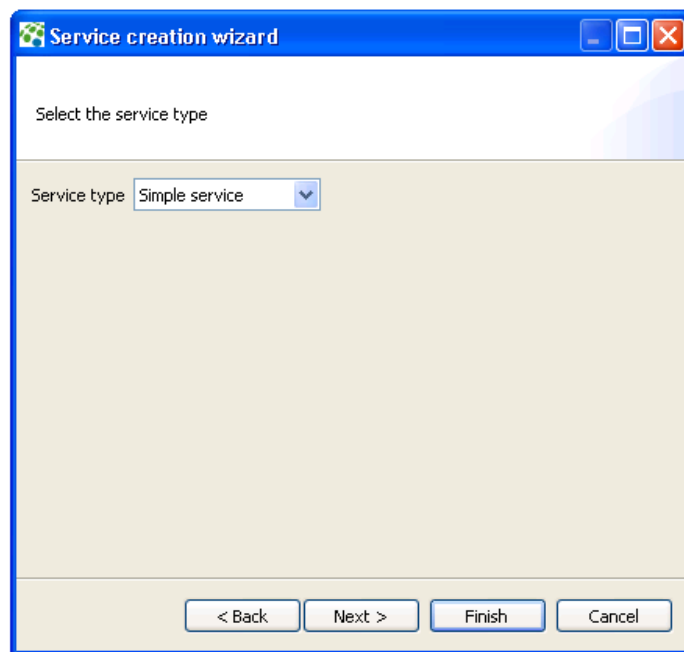 Service creation wizard
Select the service type
Service type Simple service
< Back Next > Finish Cancel